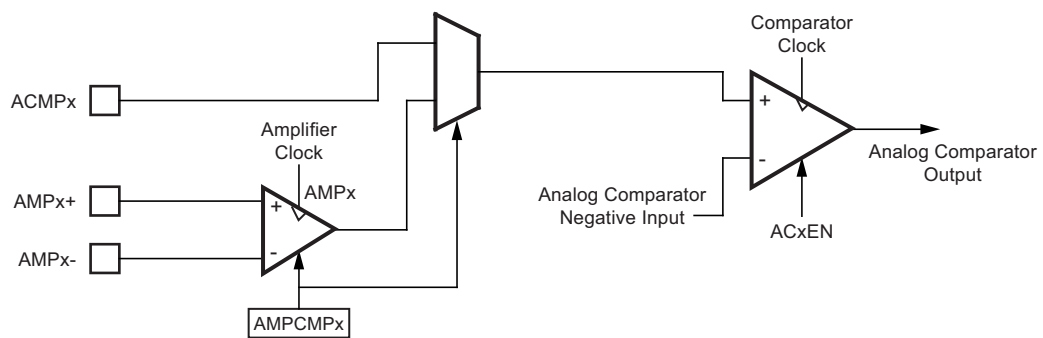 Comparator
Clock
ACMPx
+
-
Analog Comparator
Output
Amplifier
Clock
AMPx
AMPx+
+
AMPx-
-
Analog Comparator
Negative Input
ACxEN
AMPCMPx